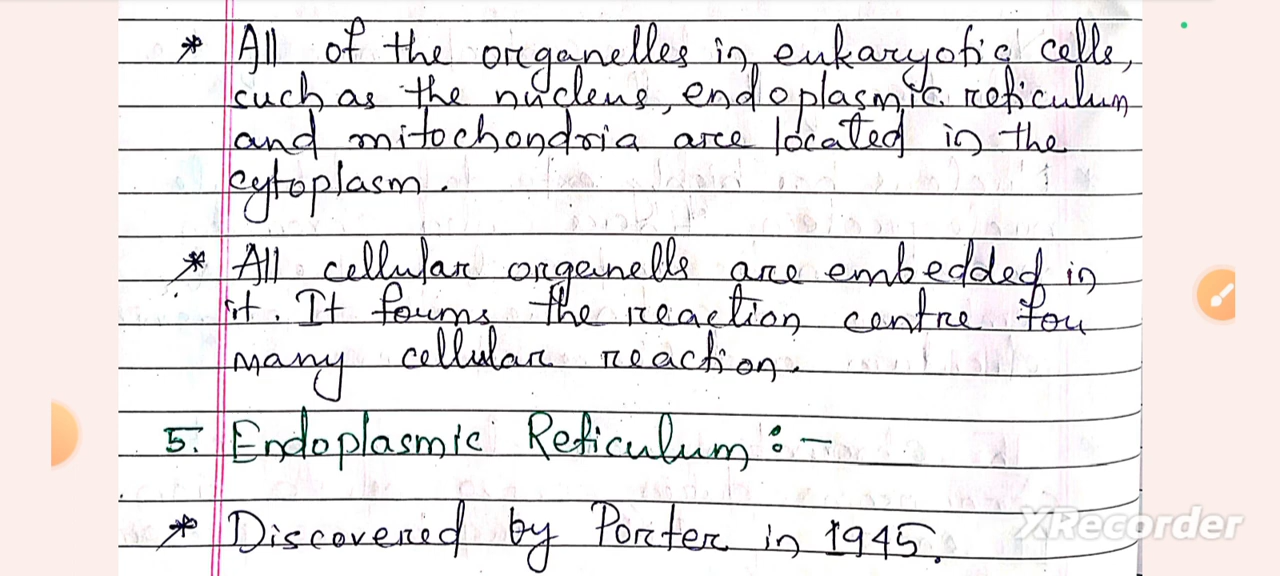 * All of the organelles in eukaryotic cells,
such as the nucleus, endoplasmic reticulum
and mitochondria are located in the
cytoplasm.
* All cellular organells are embedded in
it. It forms the reaction centre for
many cellular reaction.
5. Endoplasmic Reticulum :-
* Discovered by Porter in 1945.
XRecorder